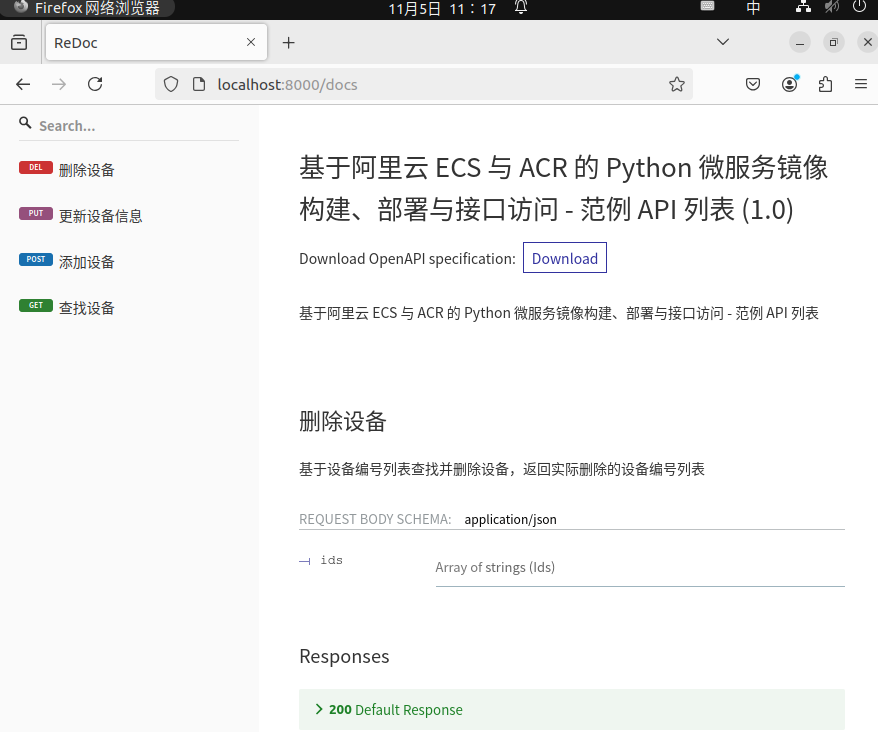 Firefox 网络浏览器
11月5日 11：17
中
ReDoc
localhost:8000/docs
Search...
DEL 删除设备
PUT 更新设备信息
POST 添加设备
GET 查找设备
基于阿里云 ECS 与 ACR 的 Python 微服务镜像
构建、部署与接口访问 - 范例 API 列表 (1.0)
Download OpenAPI specification: Download
基于阿里云 ECS 与 ACR 的 Python 微服务镜像构建、部署与接口访问 - 范例 API 列表
删除设备
基于设备编号列表查找并删除设备，返回实际删除的设备编号列表
REQUEST BODY SCHEMA: application/json
ids
Array of strings (Ids)
Responses
200 Default Response